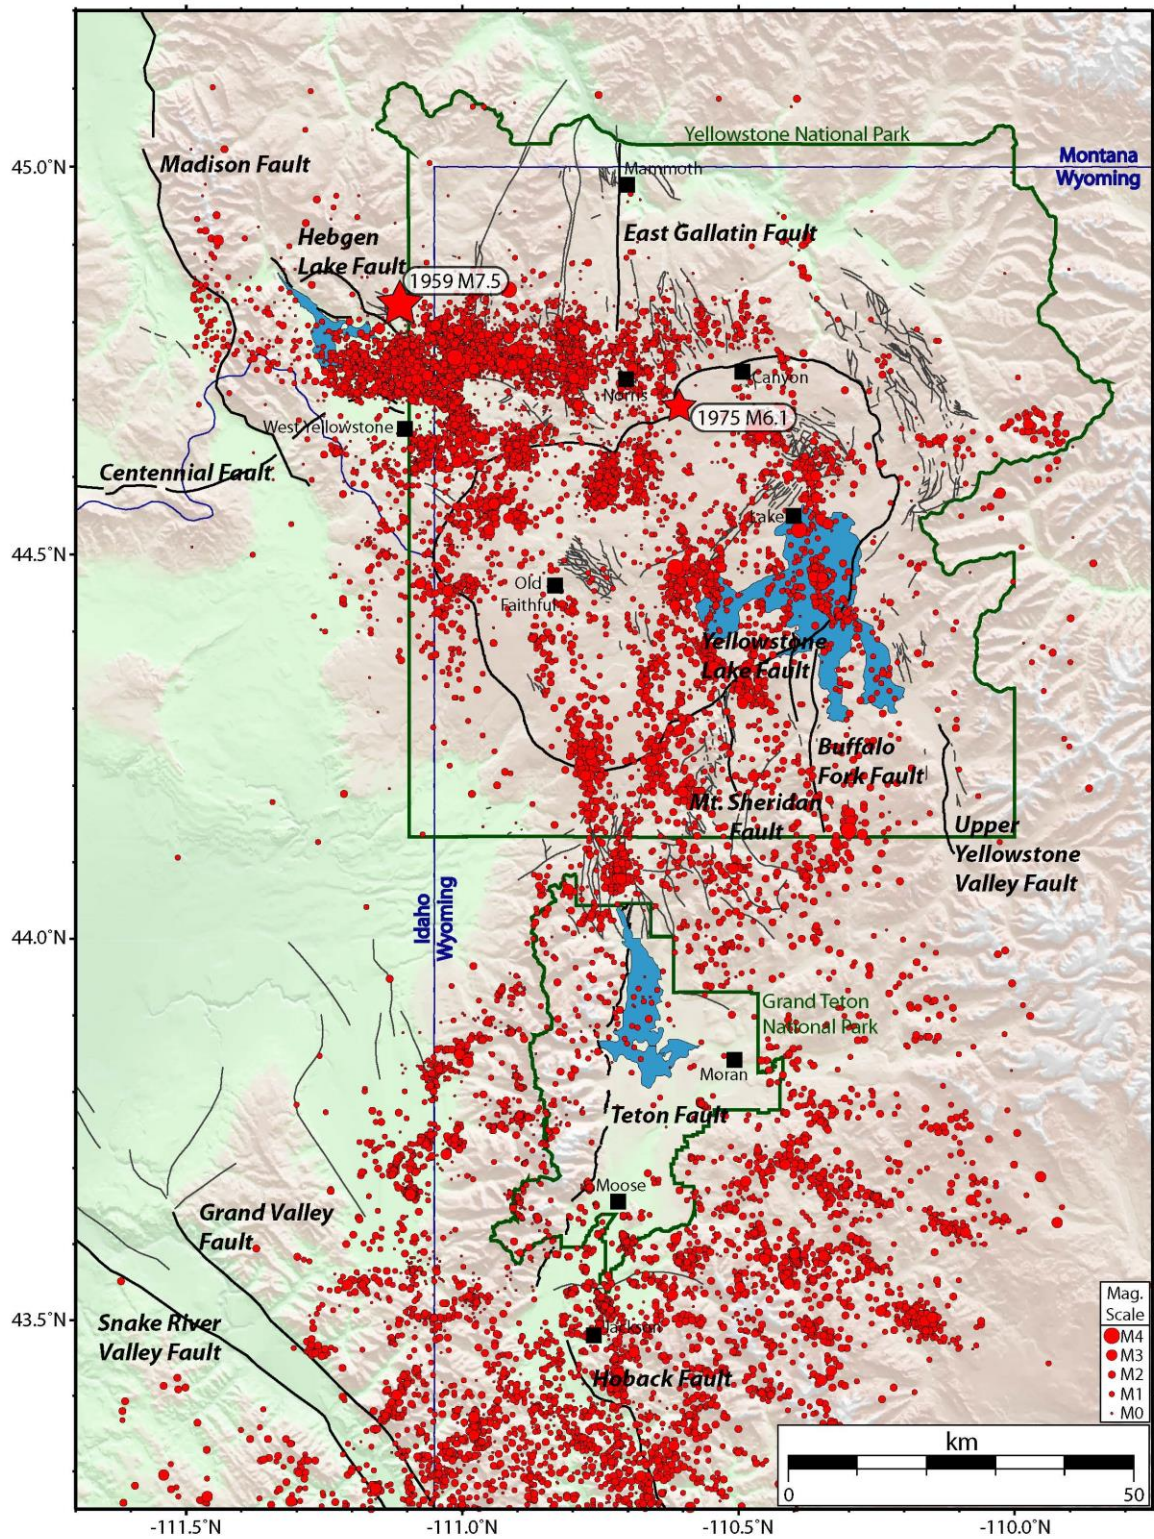 Yellowstone National Park
45.0°N
Madison Fault
Mammoth
Montana
Wyoming
Hebgen
Lake Fault
East Gallatin Fault
1959 M7.5
Canyon
Norris
1975 M6.1
West Yellowstone
Centennial Fault
Lake
44.5°N
Old
Faithful
Yellowstone
Lake Fault
Buffalo
Fork Fault
Mt. Sheridan
Fault
Upper
Yellowstone
Valley Fault
Idaho
Wyoming
44.0°N
Grand Teton
National Park
Moran
Teton Fault
Moose
Grand Valley
Fault
43.5°N
Snake River
Valley Fault
Jackson
Hoback Fault
Mag.
Scale
M4
M3
M2
M1
M0
km
0 50
-111.5° -111.0° -110.5° -110.0°